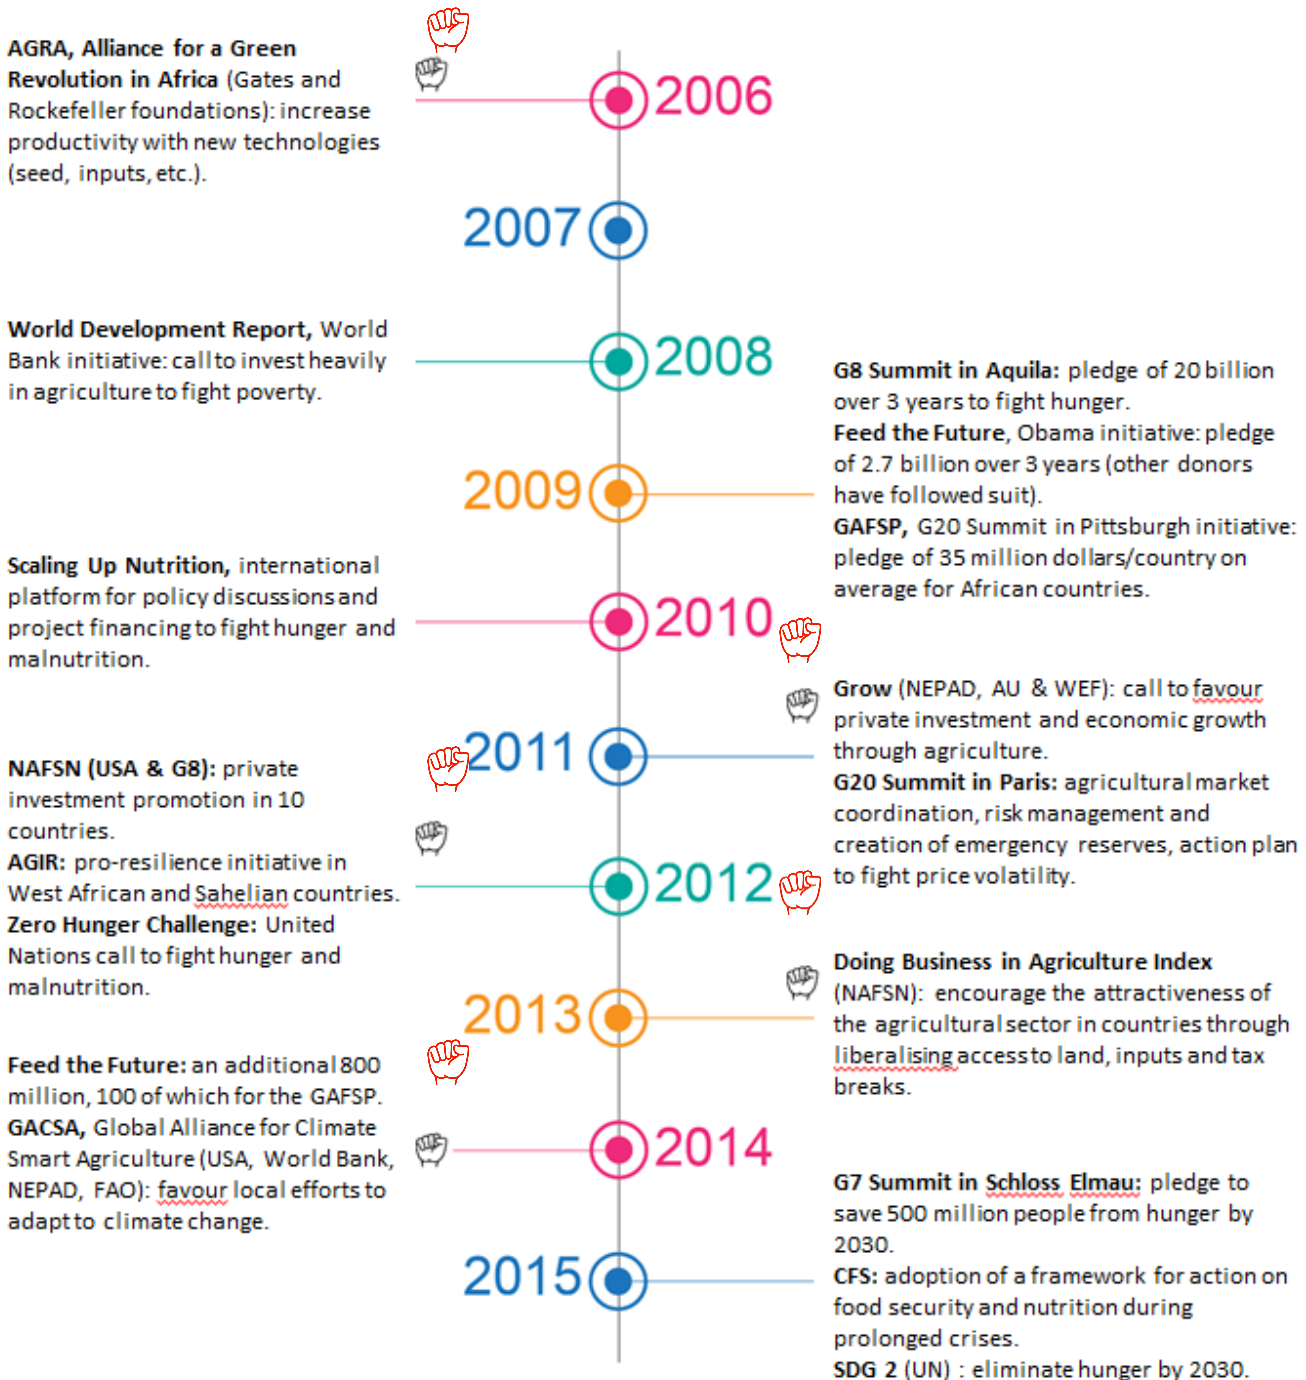 AGRA, Alliance for a Green
Revolution in Africa (Gates and
Rockefeller foundations): increase
productivity with new technologies
(seed, inputs, etc.).
2006
2007
World Development Report, World
Bank initiative: call to invest heavily
in agriculture to fight poverty.
2008
G8 Summit in Aquila: pledge of 20 billion
over 3 years to fight hunger.
Feed the Future, Obama initiative: pledge
of 2.7 billion over 3 years (other donors
have followed suit).
GAFSP, G20 Summit in Pittsburgh initiative:
pledge of 35 million dollars/country on
average for African countries.
2009
Scaling Up Nutrition, international
platform for policy discussions and
project financing to fight hunger and
malnutrition.
2010
Grow (NEPAD, AU & WEF): call to favour
private investment and economic growth
through agriculture.
G20 Summit in Paris: agricultural market
coordination, risk management and
creation of emergency reserves, action plan
to fight price volatility.
2011
NAFSN (USA & G8): private
investment promotion in 10
countries.
AGIR: pro-resilience initiative in
West African and Sahelian countries.
Zero Hunger Challenge: United
Nations call to fight hunger and
malnutrition.
2012
Doing Business in Agriculture Index
(NAFSN): encourage the attractiveness of
the agricultural sector in countries through
liberalising access to land, inputs and tax
breaks.
2013
Feed the Future: an additional 800
million, 100 of which for the GAFSP.
GACSA, Global Alliance for Climate
Smart Agriculture (USA, World Bank,
NEPAD, FAO): favour local efforts to
adapt to climate change.
2014
G7 Summit in Schloss Elmau: pledge to
save 500 million people from hunger by
2030.
CFS: adoption of a framework for action on
food security and nutrition during
prolonged crises.
SDG 2 (UN) : eliminate hunger by 2030.
2015